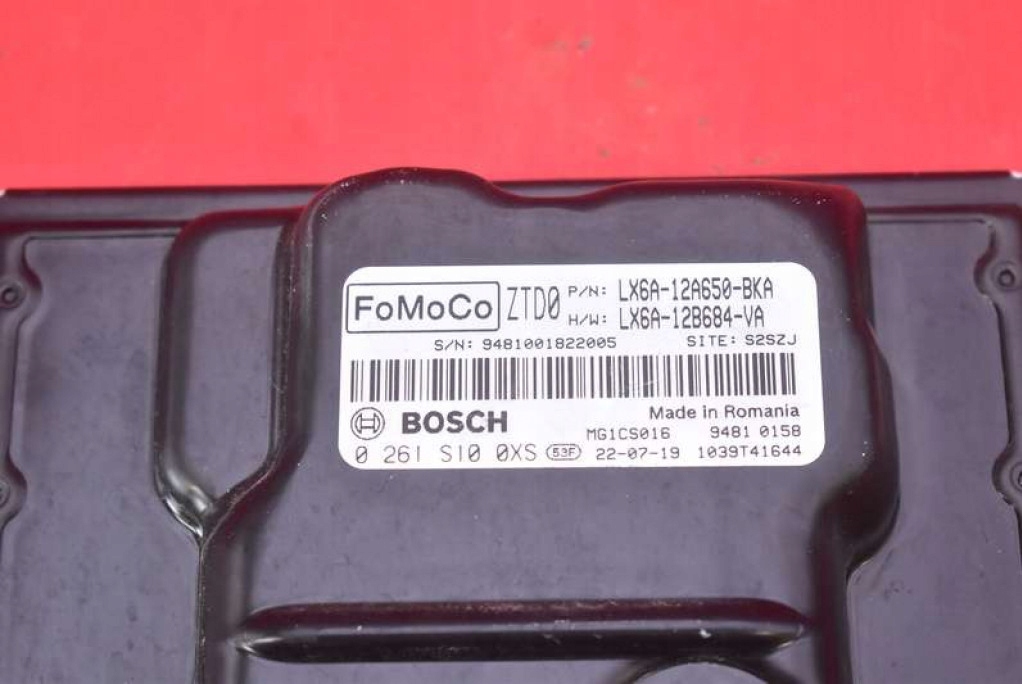 FoMoCo ZTD0 P/N: LX6A-12A650-BKA
H/W: LX6A-12B684-VA
S/N: 9481001822005 SITE: S2SZJ
BOSCH Made in Romania
MG1CS016 9481 0158
0 261 S10 0XS 53F 22-07-19 1039T41644